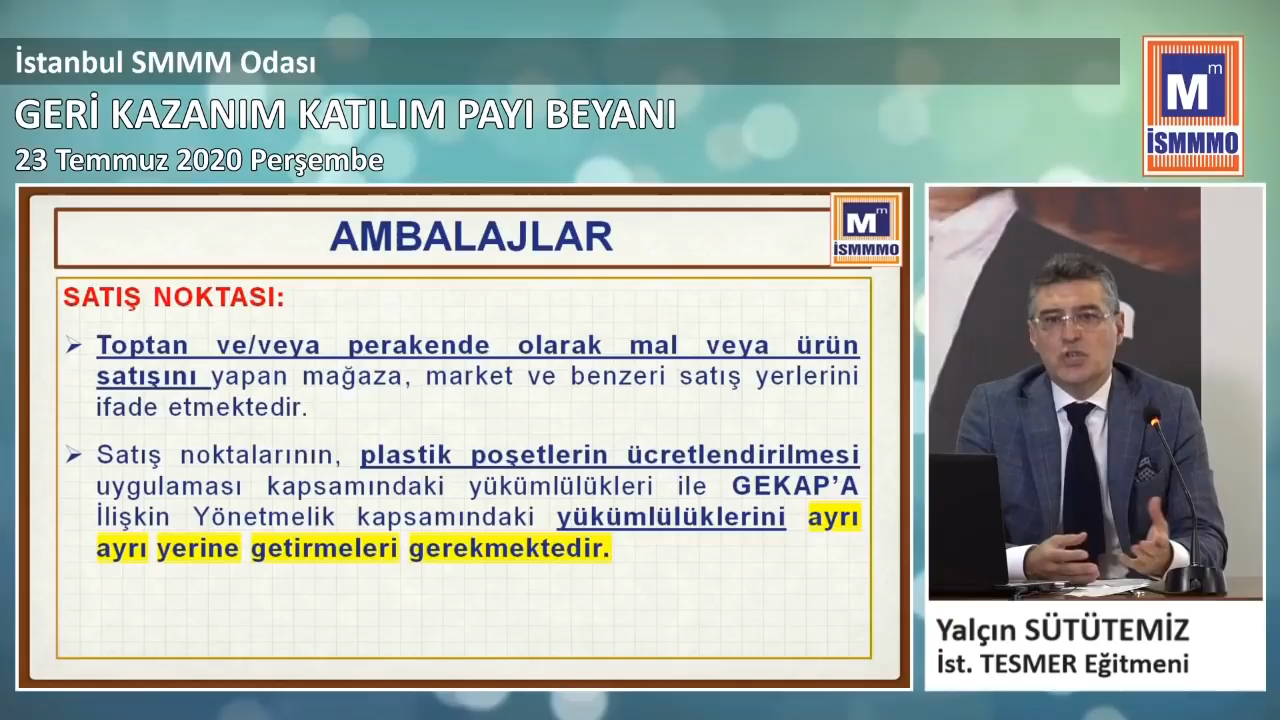 İstanbul SMMM Odası
GERİ KAZANIM KATILIM PAYI BEYANI
23 Temmuz 2020 Perşembe
M m
İSMMMO
AMBALAJLAR
M m
İSMMMO
SATIŞ NOKTASI:
➢ Toptan ve/veya perakende olarak mal veya ürün
satışını yapan mağaza, market ve benzeri satış yerlerini
ifade etmektedir.
➢ Satış noktalarının, plastik poşetlerin ücretlendirilmesi
uygulaması kapsamındaki yükümlülükleri ile GEKAP’A
İlişkin Yönetmelik kapsamındaki yükümlülüklerini ayrı
ayrı yerine getirmeleri gerekmektedir.
Yalçın SÜTÜTEMİZ
İst. TESMER Eğitmeni